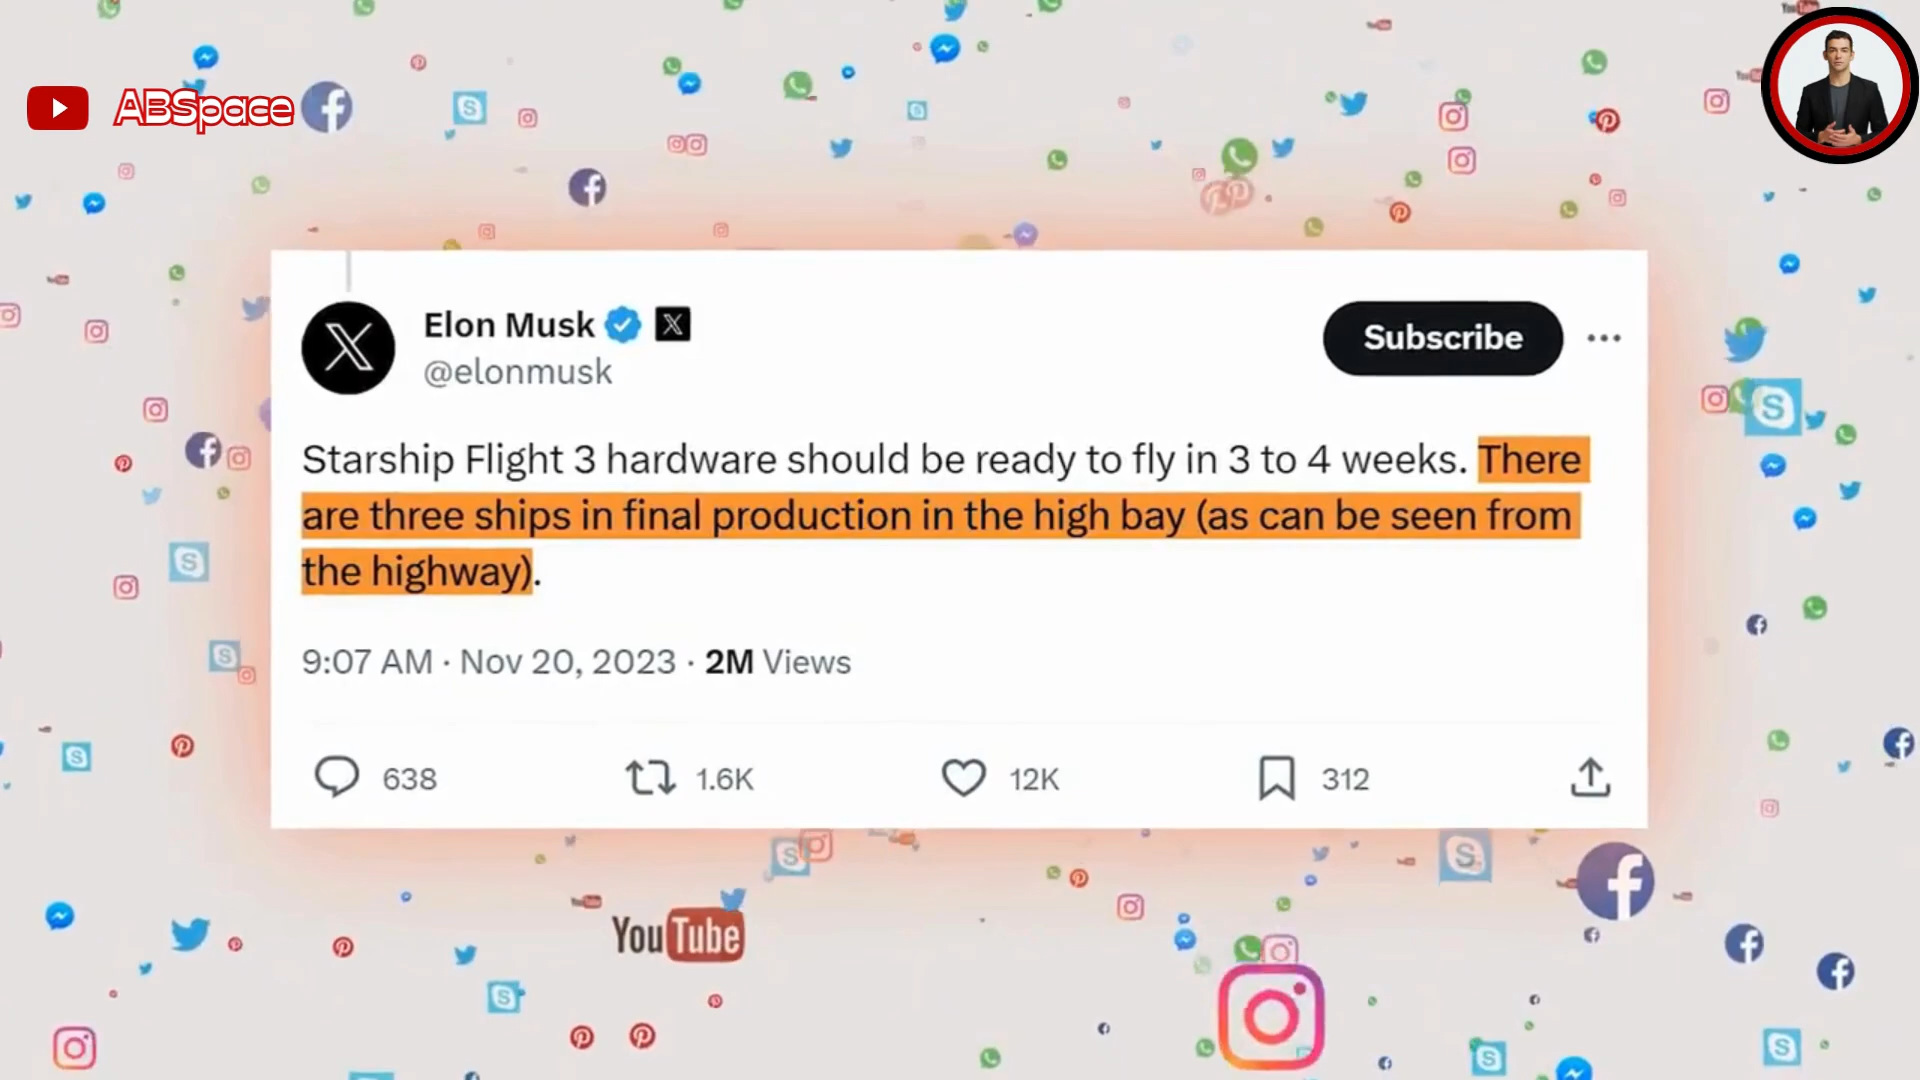 ABSpace
Elon Musk
@elonmusk
Subscribe
Starship Flight 3 hardware should be ready to fly in 3 to 4 weeks. There
are three ships in final production in the high bay (as can be seen from
the highway).
9:07 AM · Nov 20, 2023 · 2M Views
638
1.6K
12K
312
YouTube